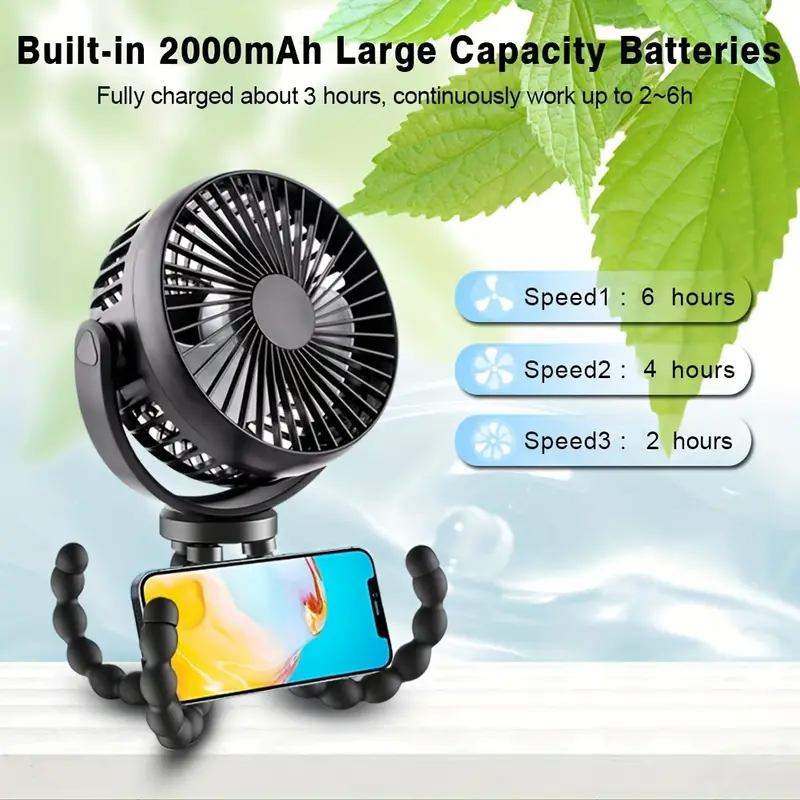 Built-in 2000mAh Large Capacity Batteries
Fully charged about 3 hours, continuously work up to 2~6h
Speed1 : 6 hours
Speed2 : 4 hours
Speed3 : 2 hours